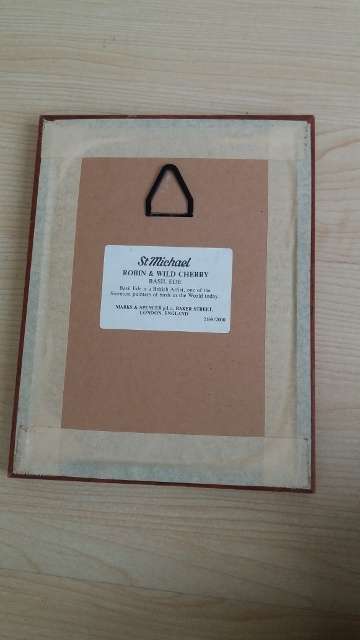 St Michael
ROBIN & WILD CHERRY
BASIL EDE
Basil Ede is a British Artist, one of the
foremost painters of birds in the World today.
MARKS & SPENCER p.l.c. BAKER STREET,
LONDON, ENGLAND